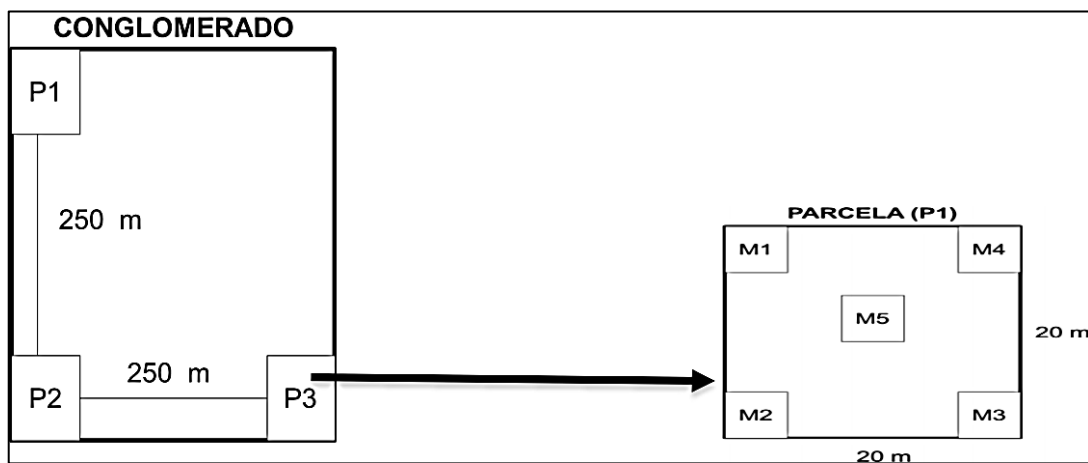 CONGLOMERADO
P1
250 m
250 m
P2
P3
PARCELA (P1)
M1
M4
M5
20 m
M2
M3
20 m